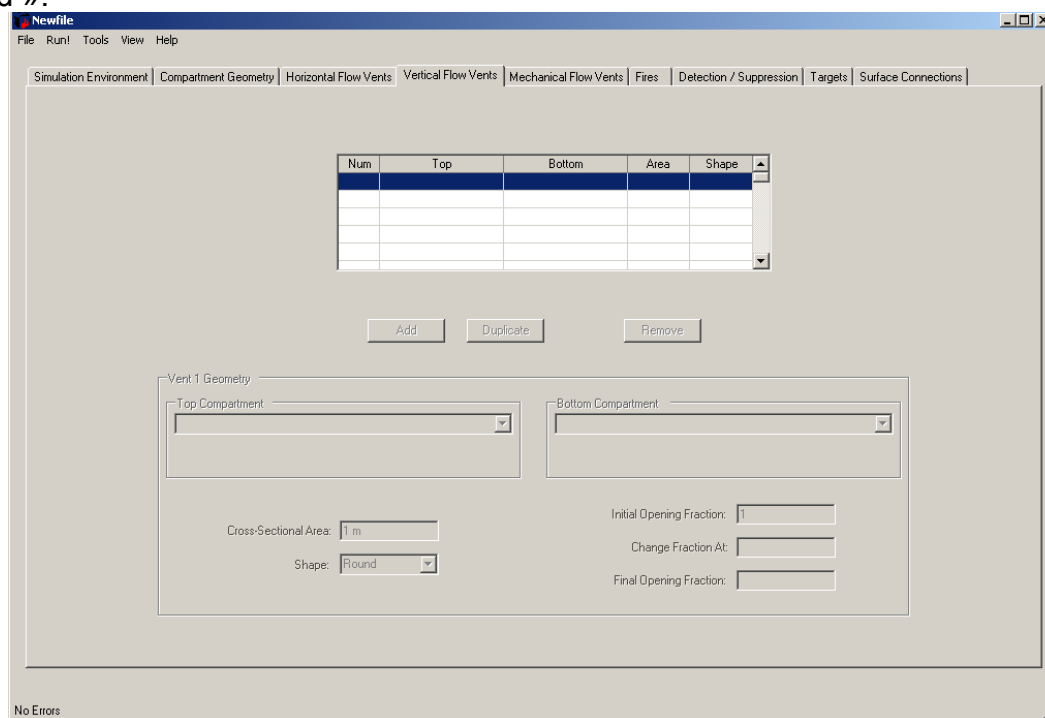 d ».
Newfile
File Run! Tools View Help
Simulation Environment Compartment Geometry Horizontal Flow Vents Vertical Flow Vents Mechanical Flow Vents Fires Detection / Suppression Targets Surface Connections
Num Top Bottom Area Shape
Add Duplicate Remove
Vent 1 Geometry
Top Compartment Bottom Compartment
Initial Opening Fraction: 1
Cross-Sectional Area: 1 m
Change Fraction At:
Shape: Round
Final Opening Fraction:
No Errors